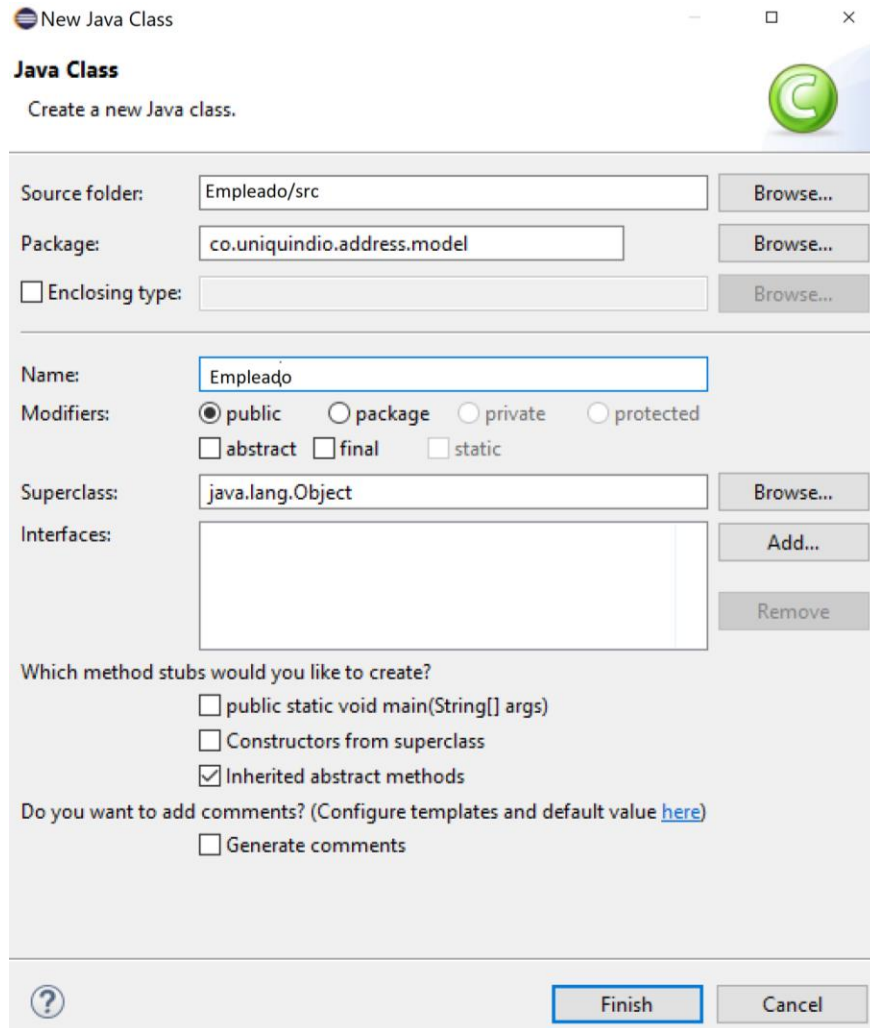 New Java Class
Java Class
Create a new Java class.
Source folder: Empleado/src Browse...
Package: co.uniquindio.address.model Browse...
Enclosing type: Browse...
Name: Empleado
Modifiers: public package private protected
abstract final static
Superclass: java.lang.Object Browse...
Interfaces: Add...
Remove
Which method stubs would you like to create?
public static void main(String[] args)
Constructors from superclass
Inherited abstract methods
Do you want to add comments? (Configure templates and default value here)
Generate comments
? Finish Cancel